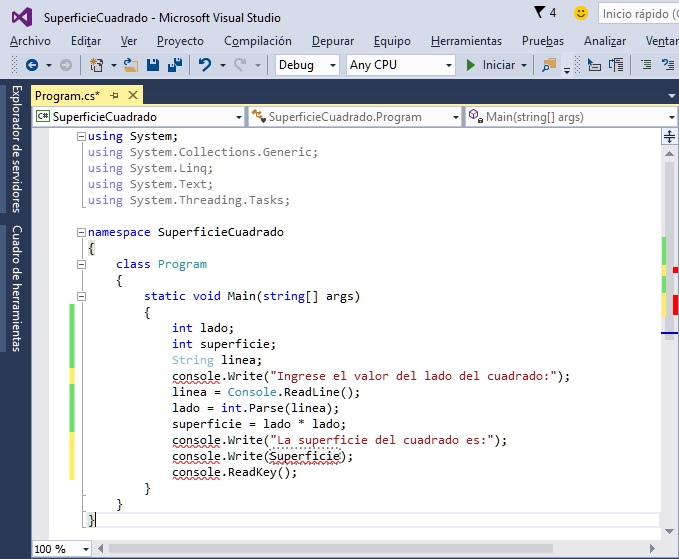 SuperficieCuadrado - Microsoft Visual Studio
4
Inicio rápido (
Archivo Editar Ver Proyecto Compilación Depurar Equipo Herramientas Pruebas Analizar Ventar
Debug Any CPU Iniciar
Program.cs*
C# SuperficieCuadrado SuperficieCuadrado.Program Main(string[] args)
Explorador de servidores
Cuadro de herramientas
using System;
using System.Collections.Generic;
using System.Linq;
using System.Text;
using System.Threading.Tasks;
namespace SuperficieCuadrado
{
class Program
{
static void Main(string[] args)
{
int lado;
int superficie;
String linea;
console.Write("Ingrese el valor del lado del cuadrado:");
linea = Console.ReadLine();
lado = int.Parse(linea);
superficie = lado * lado;
console.Write("La superficie del cuadrado es:");
console.Write(Superficie);
console.ReadKey();
}
}
}
100 %